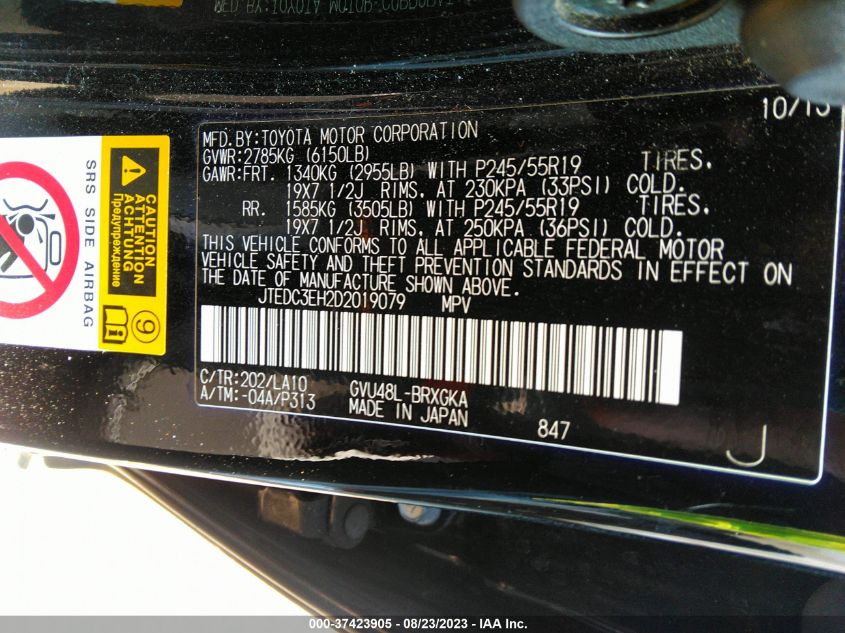 10/13
MFD.BY:TOYOTA MOTOR CORPORATION
GVWR:2785KG (6150LB)
GAWR:FRT. 1340KG (2955LB) WITH P245/55R19 TIRES.
19X7 1/2J RIMS. AT 230KPA (33PSI) COLD.
RR. 1585KG (3505LB) WITH P245/55R19 TIRES.
19X7 1/2J RIMS. AT 250KPA (36PSI) COLD.
THIS VEHICLE CONFORMS TO ALL APPLICABLE FEDERAL MOTOR
VEHICLE SAFETY AND THEFT PREVENTION STANDARDS IN EFFECT ON
THE DATE OF MANUFACTURE SHOWN ABOVE.
JTEDC3EH2D2019079 MPV
C/TR:202/LA10 GVU48L-BRXGKA
A/TM:-04A/P313 MADE IN JAPAN 847
J
SRS SIDE AIRBAG
CAUTION
ATTENTION
ACHTUNG
Предупреждение
9
000-37423905 - 08/23/2023 - IAA Inc.